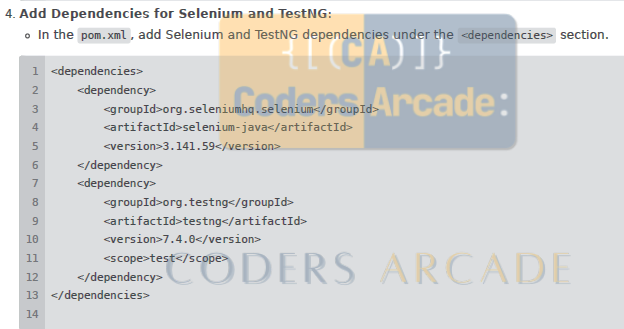 4. Add Dependencies for Selenium and TestNG:
○ In the pom.xml, add Selenium and TestNG dependencies under the <dependencies> section.
{[(CA)]}
Coders Arcade:
1 <dependencies>
2     <dependency>
3         <groupId>org.seleniumhq.selenium</groupId>
4         <artifactId>selenium-java</artifactId>
5         <version>3.141.59</version>
6     </dependency>
7     <dependency>
8         <groupId>org.testng</groupId>
9         <artifactId>testng</artifactId>
10         <version>7.4.0</version>
11         <scope>test</scope>
12     </dependency>
13 </dependencies>
14
CODERS ARCADE